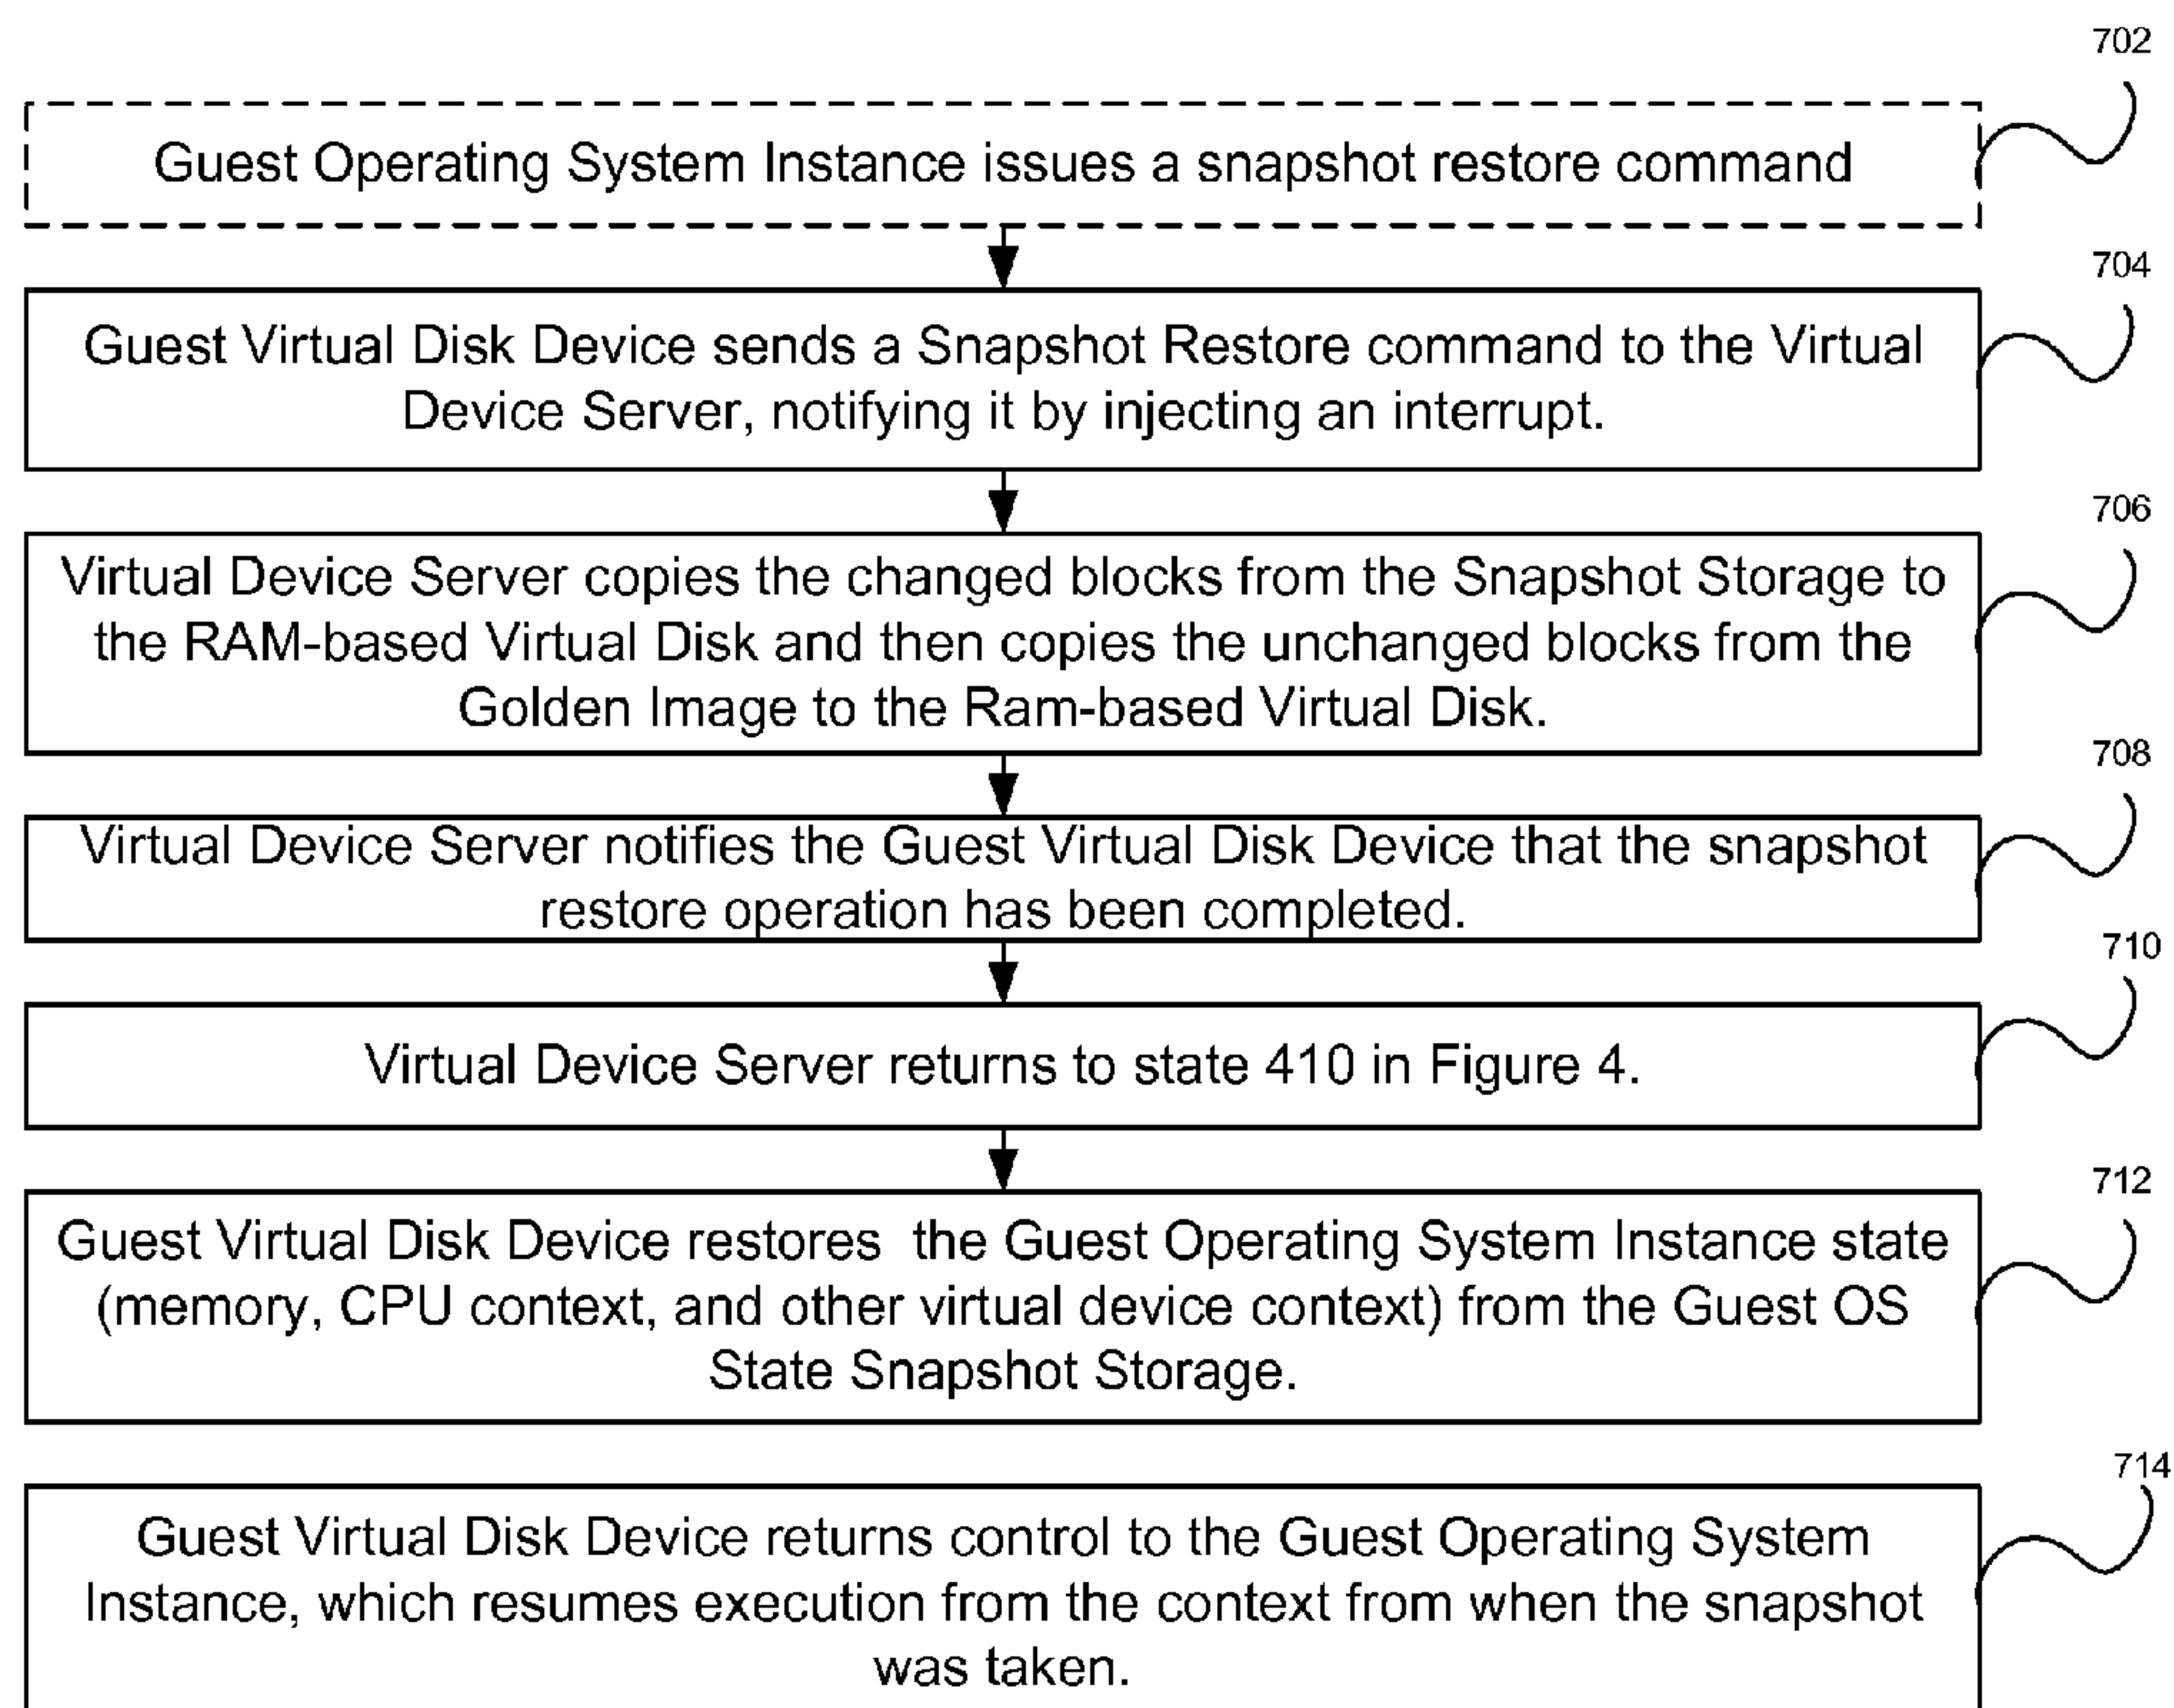 702
Guest Operating System Instance issues a snapshot restore command
704
Guest Virtual Disk Device sends a Snapshot Restore command to the Virtual
Device Server, notifying it by injecting an interrupt.
706
Virtual Device Server copies the changed blocks from the Snapshot Storage to
the RAM-based Virtual Disk and then copies the unchanged blocks from the
Golden Image to the Ram-based Virtual Disk.
708
Virtual Device Server notifies the Guest Virtual Disk Device that the snapshot
restore operation has been completed.
710
Virtual Device Server returns to state 410 in Figure 4.
712
Guest Virtual Disk Device restores the Guest Operating System Instance state
(memory, CPU context, and other virtual device context) from the Guest OS
State Snapshot Storage.
714
Guest Virtual Disk Device returns control to the Guest Operating System
Instance, which resumes execution from the context from when the snapshot
was taken.